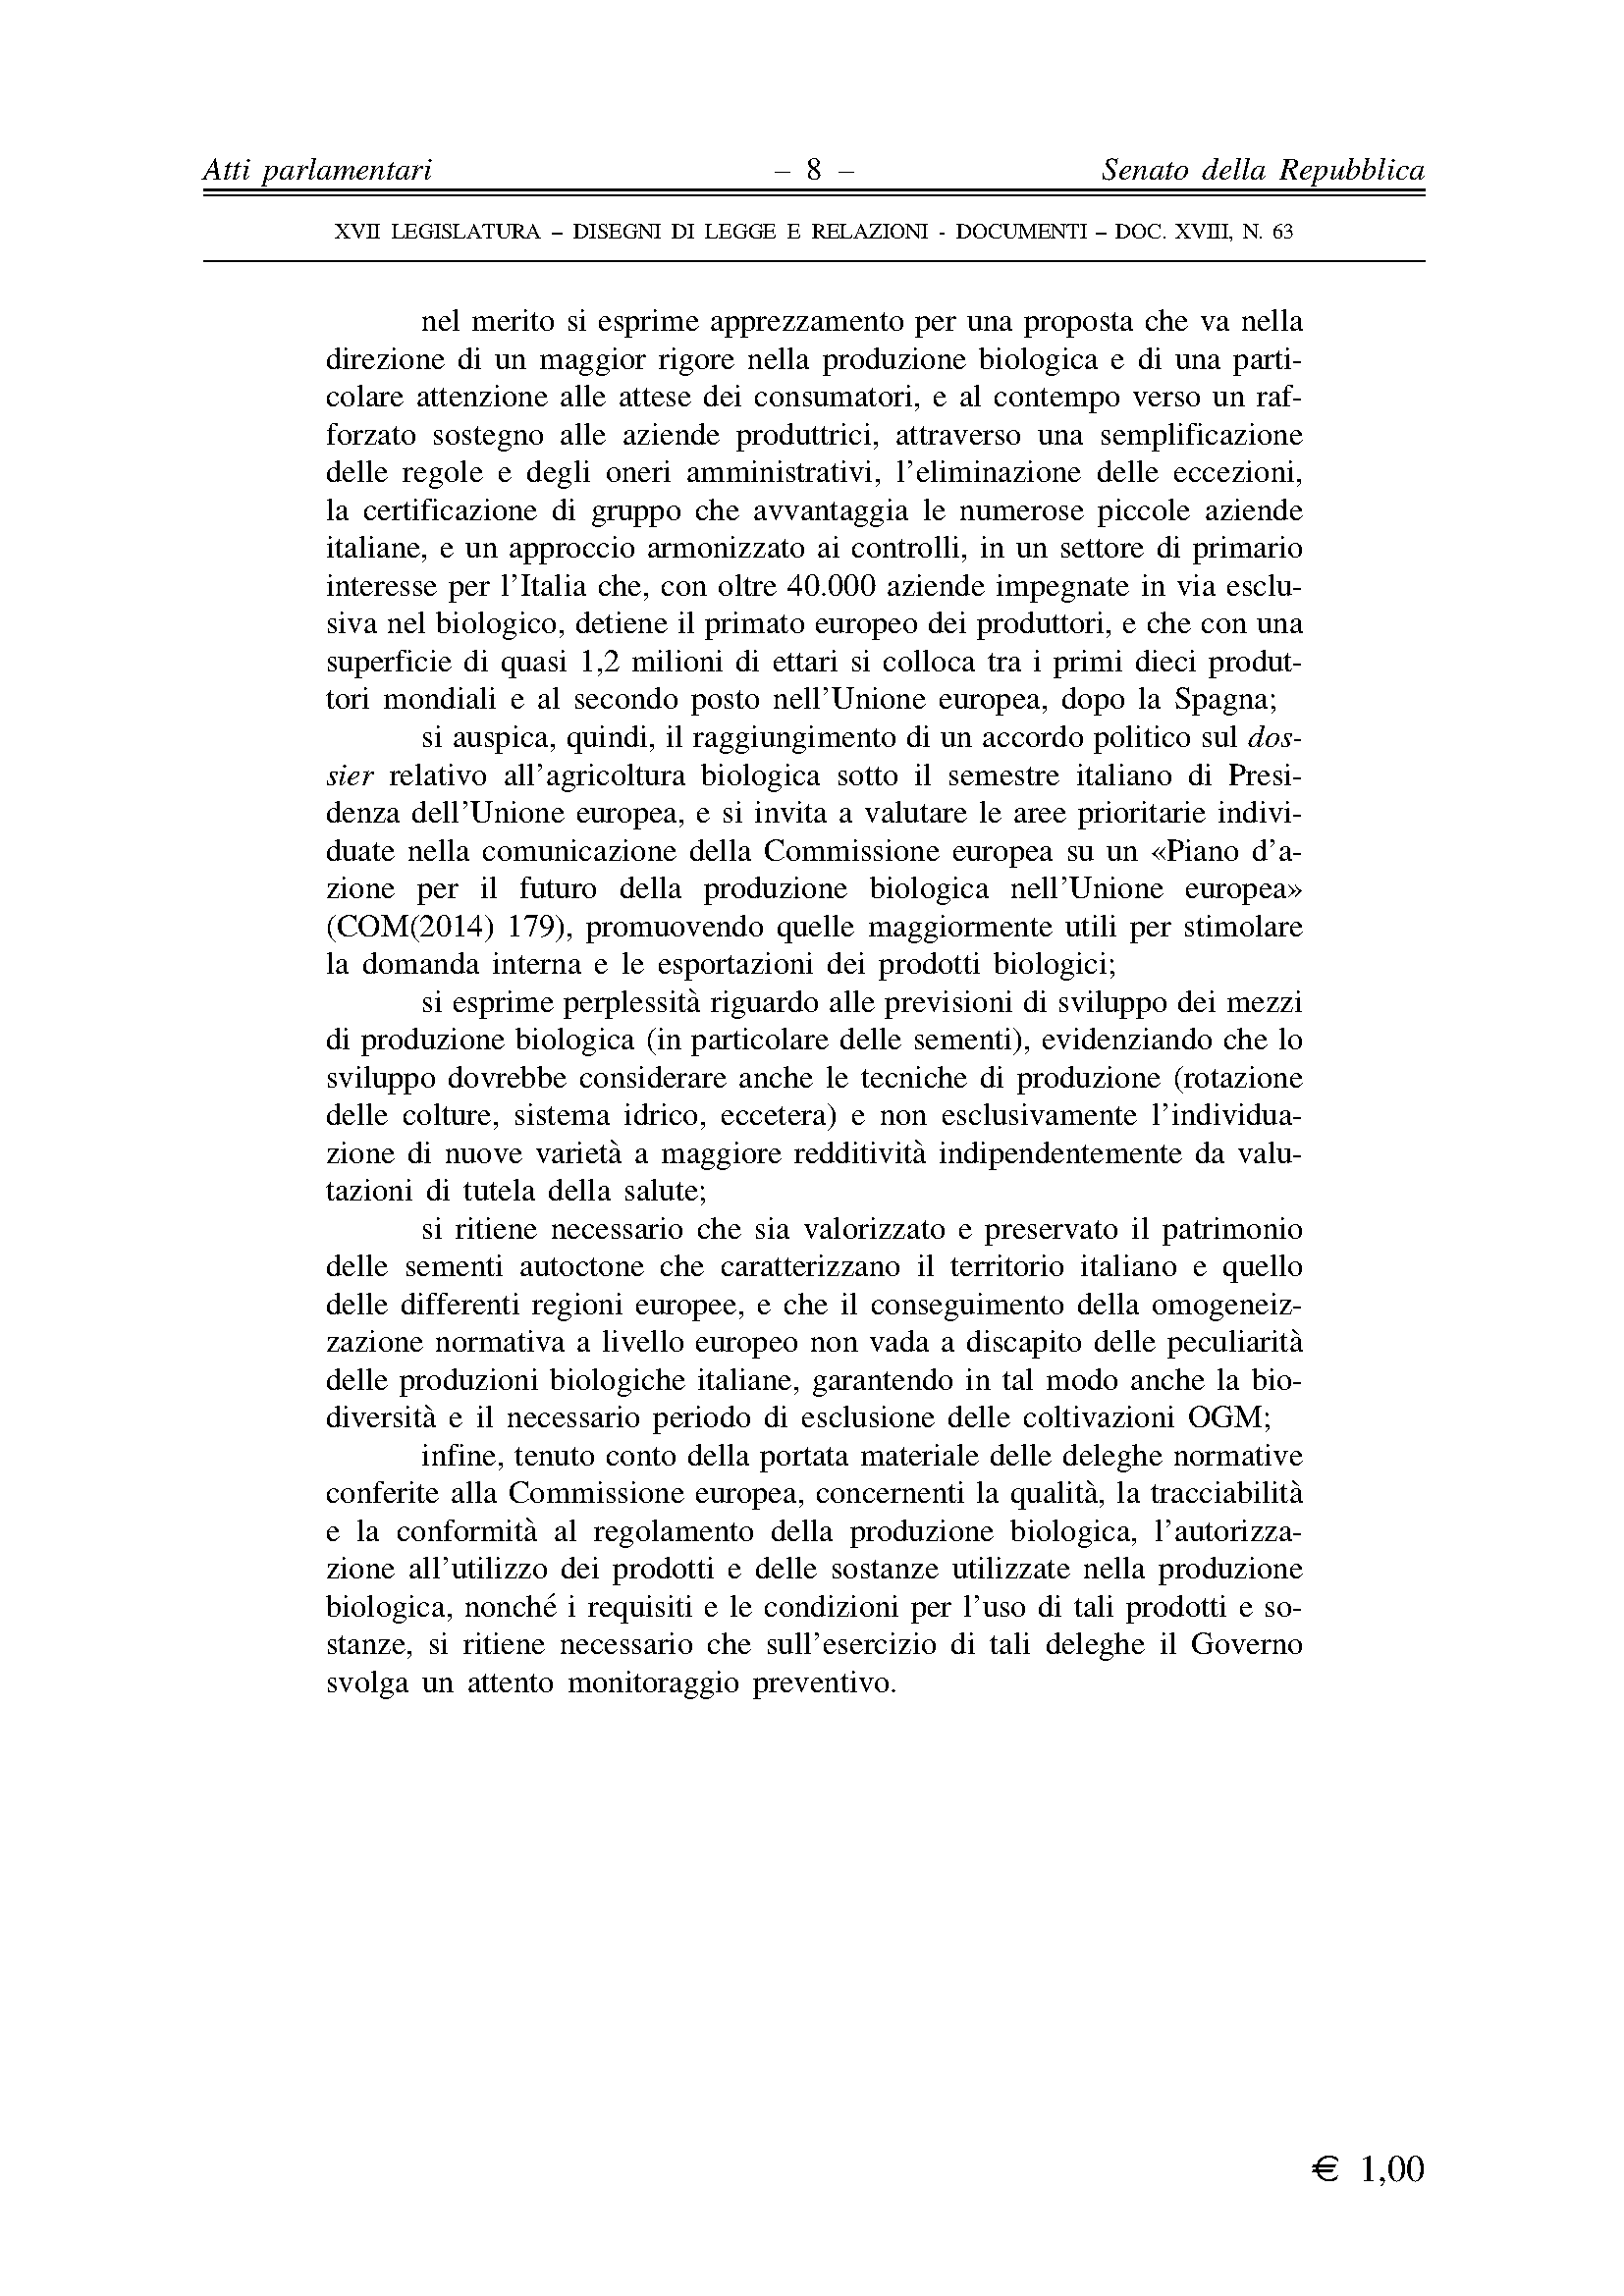 Atti parlamentari – 8 – Senato della Repubblica
XVII LEGISLATURA – DISEGNI DI LEGGE E RELAZIONI - DOCUMENTI – DOC. XVIII, N. 63
nel merito si esprime apprezzamento per una proposta che va nella
direzione di un maggior rigore nella produzione biologica e di una parti-
colare attenzione alle attese dei consumatori, e al contempo verso un raf-
forzato sostegno alle aziende produttrici, attraverso una semplificazione
delle regole e degli oneri amministrativi, l'eliminazione delle eccezioni,
la certificazione di gruppo che avvantaggia le numerose piccole aziende
italiane, e un approccio armonizzato ai controlli, in un settore di primario
interesse per l'Italia che, con oltre 40.000 aziende impegnate in via esclu-
siva nel biologico, detiene il primato europeo dei produttori, e che con una
superficie di quasi 1,2 milioni di ettari si colloca tra i primi dieci produt-
tori mondiali e al secondo posto nell'Unione europea, dopo la Spagna;
si auspica, quindi, il raggiungimento di un accordo politico sul dos-
sier relativo all'agricoltura biologica sotto il semestre italiano di Presi-
denza dell'Unione europea, e si invita a valutare le aree prioritarie indivi-
duate nella comunicazione della Commissione europea su un «Piano d'a-
zione per il futuro della produzione biologica nell'Unione europea»
(COM(2014) 179), promuovendo quelle maggiormente utili per stimolare
la domanda interna e le esportazioni dei prodotti biologici;
si esprime perplessità riguardo alle previsioni di sviluppo dei mezzi
di produzione biologica (in particolare delle sementi), evidenziando che lo
sviluppo dovrebbe considerare anche le tecniche di produzione (rotazione
delle colture, sistema idrico, eccetera) e non esclusivamente l'individua-
zione di nuove varietà a maggiore redditività indipendentemente da valu-
tazioni di tutela della salute;
si ritiene necessario che sia valorizzato e preservato il patrimonio
delle sementi autoctone che caratterizzano il territorio italiano e quello
delle differenti regioni europee, e che il conseguimento della omogeneiz-
zazione normativa a livello europeo non vada a discapito delle peculiarità
delle produzioni biologiche italiane, garantendo in tal modo anche la bio-
diversità e il necessario periodo di esclusione delle coltivazioni OGM;
infine, tenuto conto della portata materiale delle deleghe normative
conferite alla Commissione europea, concernenti la qualità, la tracciabilità
e la conformità al regolamento della produzione biologica, l'autorizza-
zione all'utilizzo dei prodotti e delle sostanze utilizzate nella produzione
biologica, nonché i requisiti e le condizioni per l'uso di tali prodotti e so-
stanze, si ritiene necessario che sull'esercizio di tali deleghe il Governo
svolga un attento monitoraggio preventivo.
€ 1,00